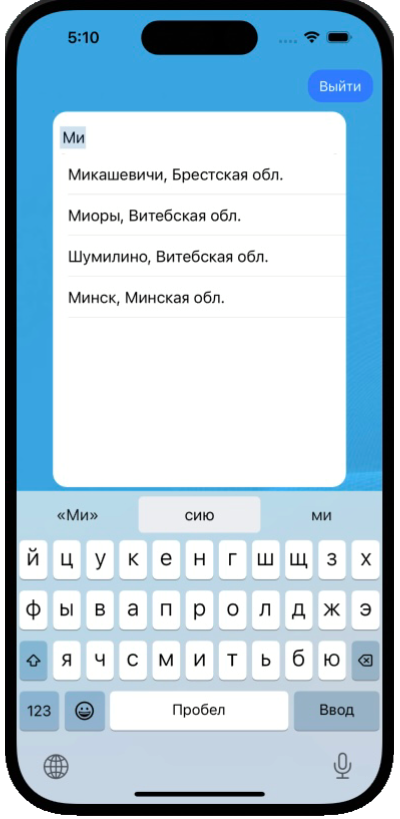 5:10
Выйти
Ми
Микашевичи, Брестская обл.
Миоры, Витебская обл.
Шумилино, Витебская обл.
Минск, Минская обл.
«Ми» сию ми
й ц у к е н г ш щ з х
ф ы в а п р о л д ж э
я ч с м и т ь б ю
123 Пробел Ввод